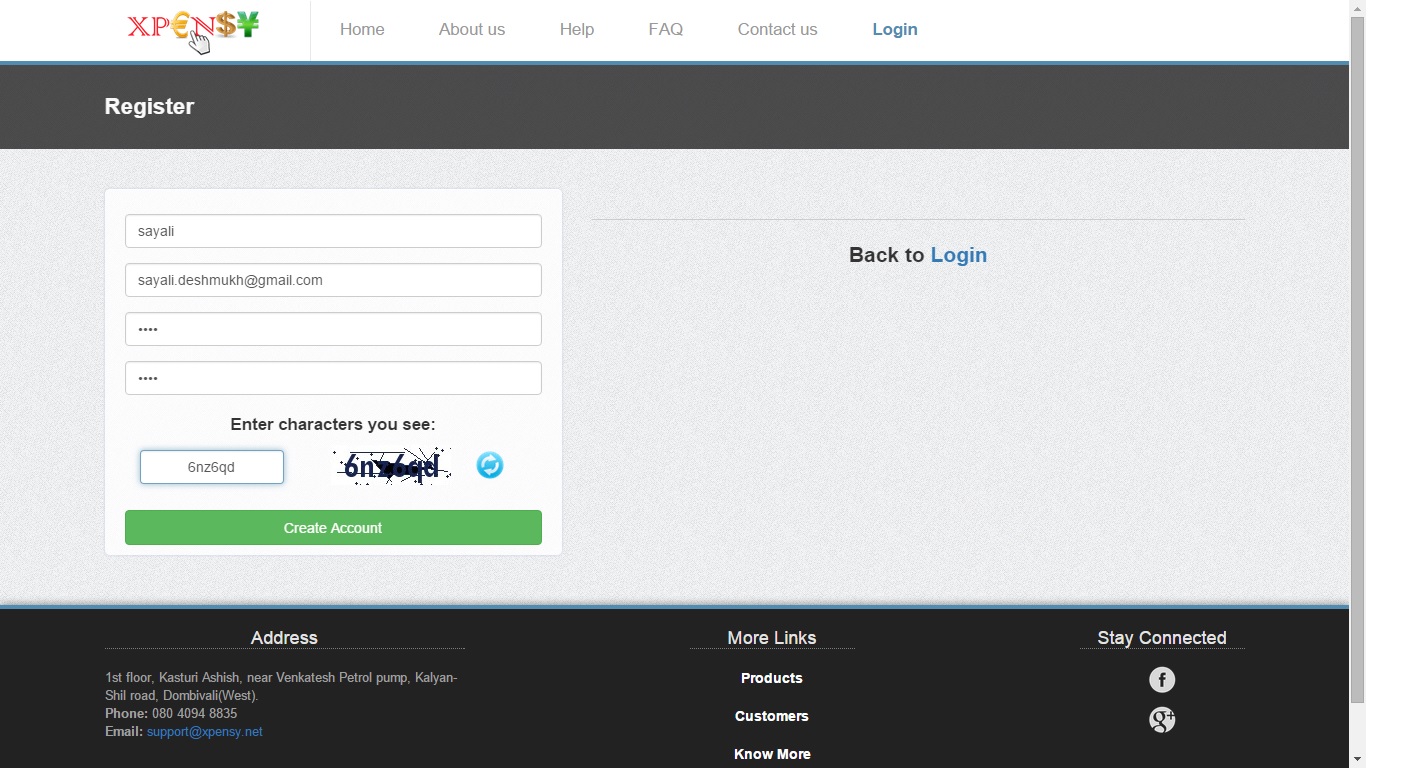 XP€N$¥
Home
About us
Help
FAQ
Contact us
Login
Register
sayali
sayali.deshmukh@gmail.com
••••
••••
Back to Login
Enter characters you see:
6nz6qd
6nz6qd
Create Account
Address
1st floor, Kasturi Ashish, near Venkatesh Petrol pump, Kalyan-
Shil road, Dombivali(West).
Phone: 080 4094 8835
Email: support@xpensy.net
More Links
Products
Customers
Know More
Stay Connected
f
g+